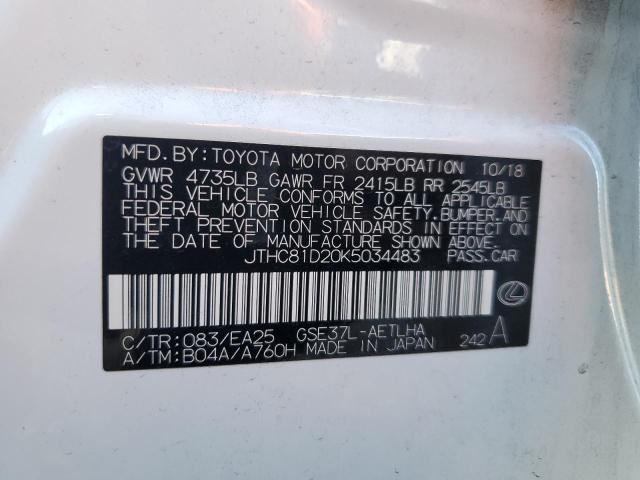 MFD. BY: TOYOTA MOTOR CORPORATION 10/18
GVWR 4735LB GAWR FR 2415LB RR 2545LB
THIS VEHICLE CONFORMS TO ALL APPLICABLE
FEDERAL MOTOR VEHICLE SAFETY, BUMPER, AND
THEFT PREVENTION STANDARDS IN EFFECT ON
THE DATE OF MANUFACTURE SHOWN ABOVE.
JTHC81D20K5034483 PASS. CAR
C/TR: 083/EA25 GSE37L-AETLHA
A/TM: B04A/A760H MADE IN JAPAN 242 A